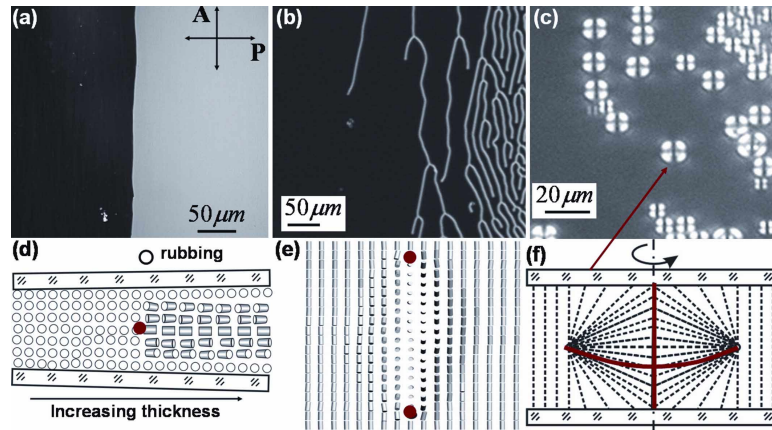 (a)
A
P
50 μm
(b)
50 μm
(c)
20 μm
(d)
rubbing
Increasing thickness
(e)
(f)